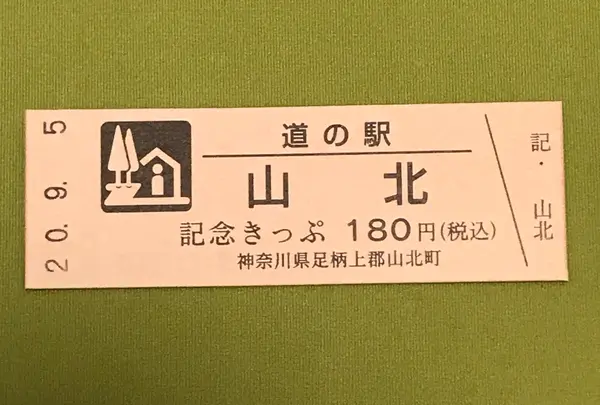 20.9.5
道の駅
山北
記念きっぷ 180円(税込)
神奈川県足柄上郡山北町
記・山北